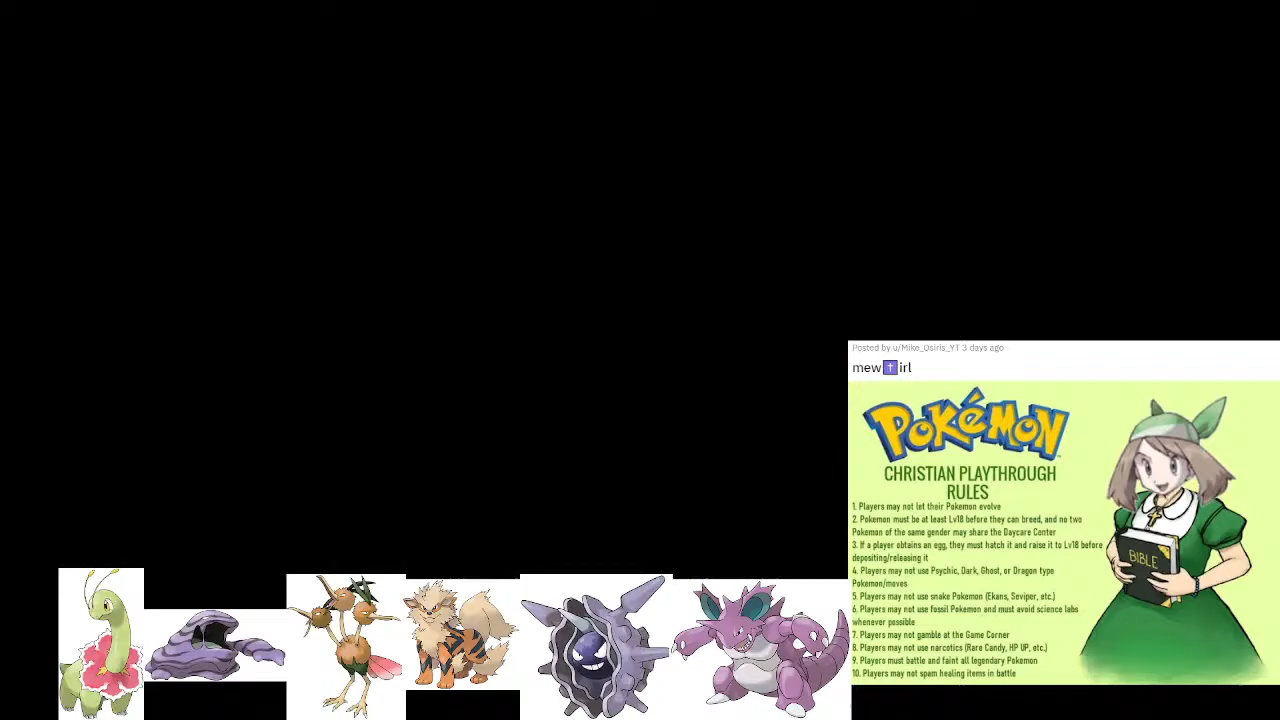 Posted by u/Mike_Osiris_YT 3 days ago
mew✝irl
POKéMON
CHRISTIAN PLAYTHROUGH
RULES
1. Players may not let their Pokemon evolve
2. Pokemon must be at least Lv18 before they can breed, and no two
Pokemon of the same gender may share the Daycare Center
3. If a player obtains an egg, they must hatch it and raise it to Lv18 before
depositing/releasing it
4. Players may not use Psychic, Dark, Ghost, or Dragon type
Pokemon/moves
5. Players may not use snake Pokemon (Ekans, Seviper, etc.)
6. Players may not use fossil Pokemon and must avoid science labs
whenever possible
7. Players may not gamble at the Game Corner
8. Players may not use narcotics (Rare Candy, HP UP, etc.)
9. Players must battle and faint all legendary Pokemon
10. Players may not spam healing items in battle
BIBLE